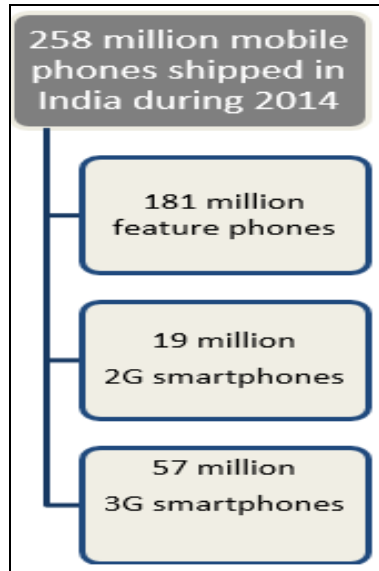 258 million mobile
phones shipped in
India during 2014
181 million
feature phones
19 million
2G smartphones
57 million
3G smartphones